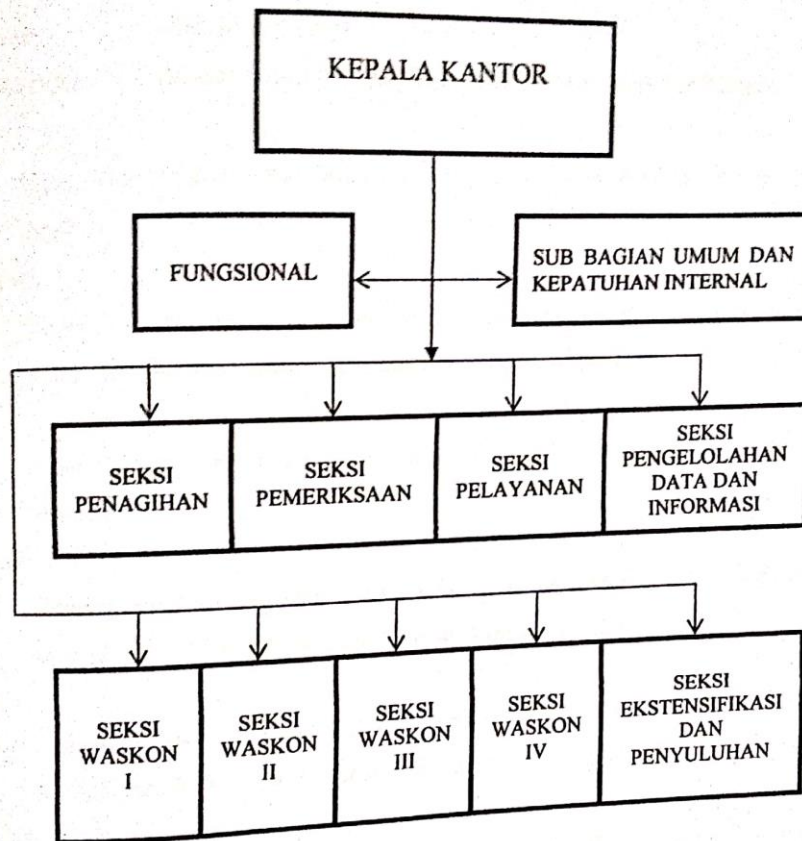 KEPALA KANTOR
FUNGSIONAL
SUB BAGIAN UMUM DAN
KEPATUHAN INTERNAL
SEKSI
PENAGIHAN
SEKSI
PEMERIKSAAN
SEKSI
PELAYANAN
SEKSI
PENGELOLAHAN
DATA DAN
INFORMASI
SEKSI
WASKON
I
SEKSI
WASKON
II
SEKSI
WASKON
III
SEKSI
WASKON
IV
SEKSI
EKSTENSIFIKASI
DAN
PENYULUHAN